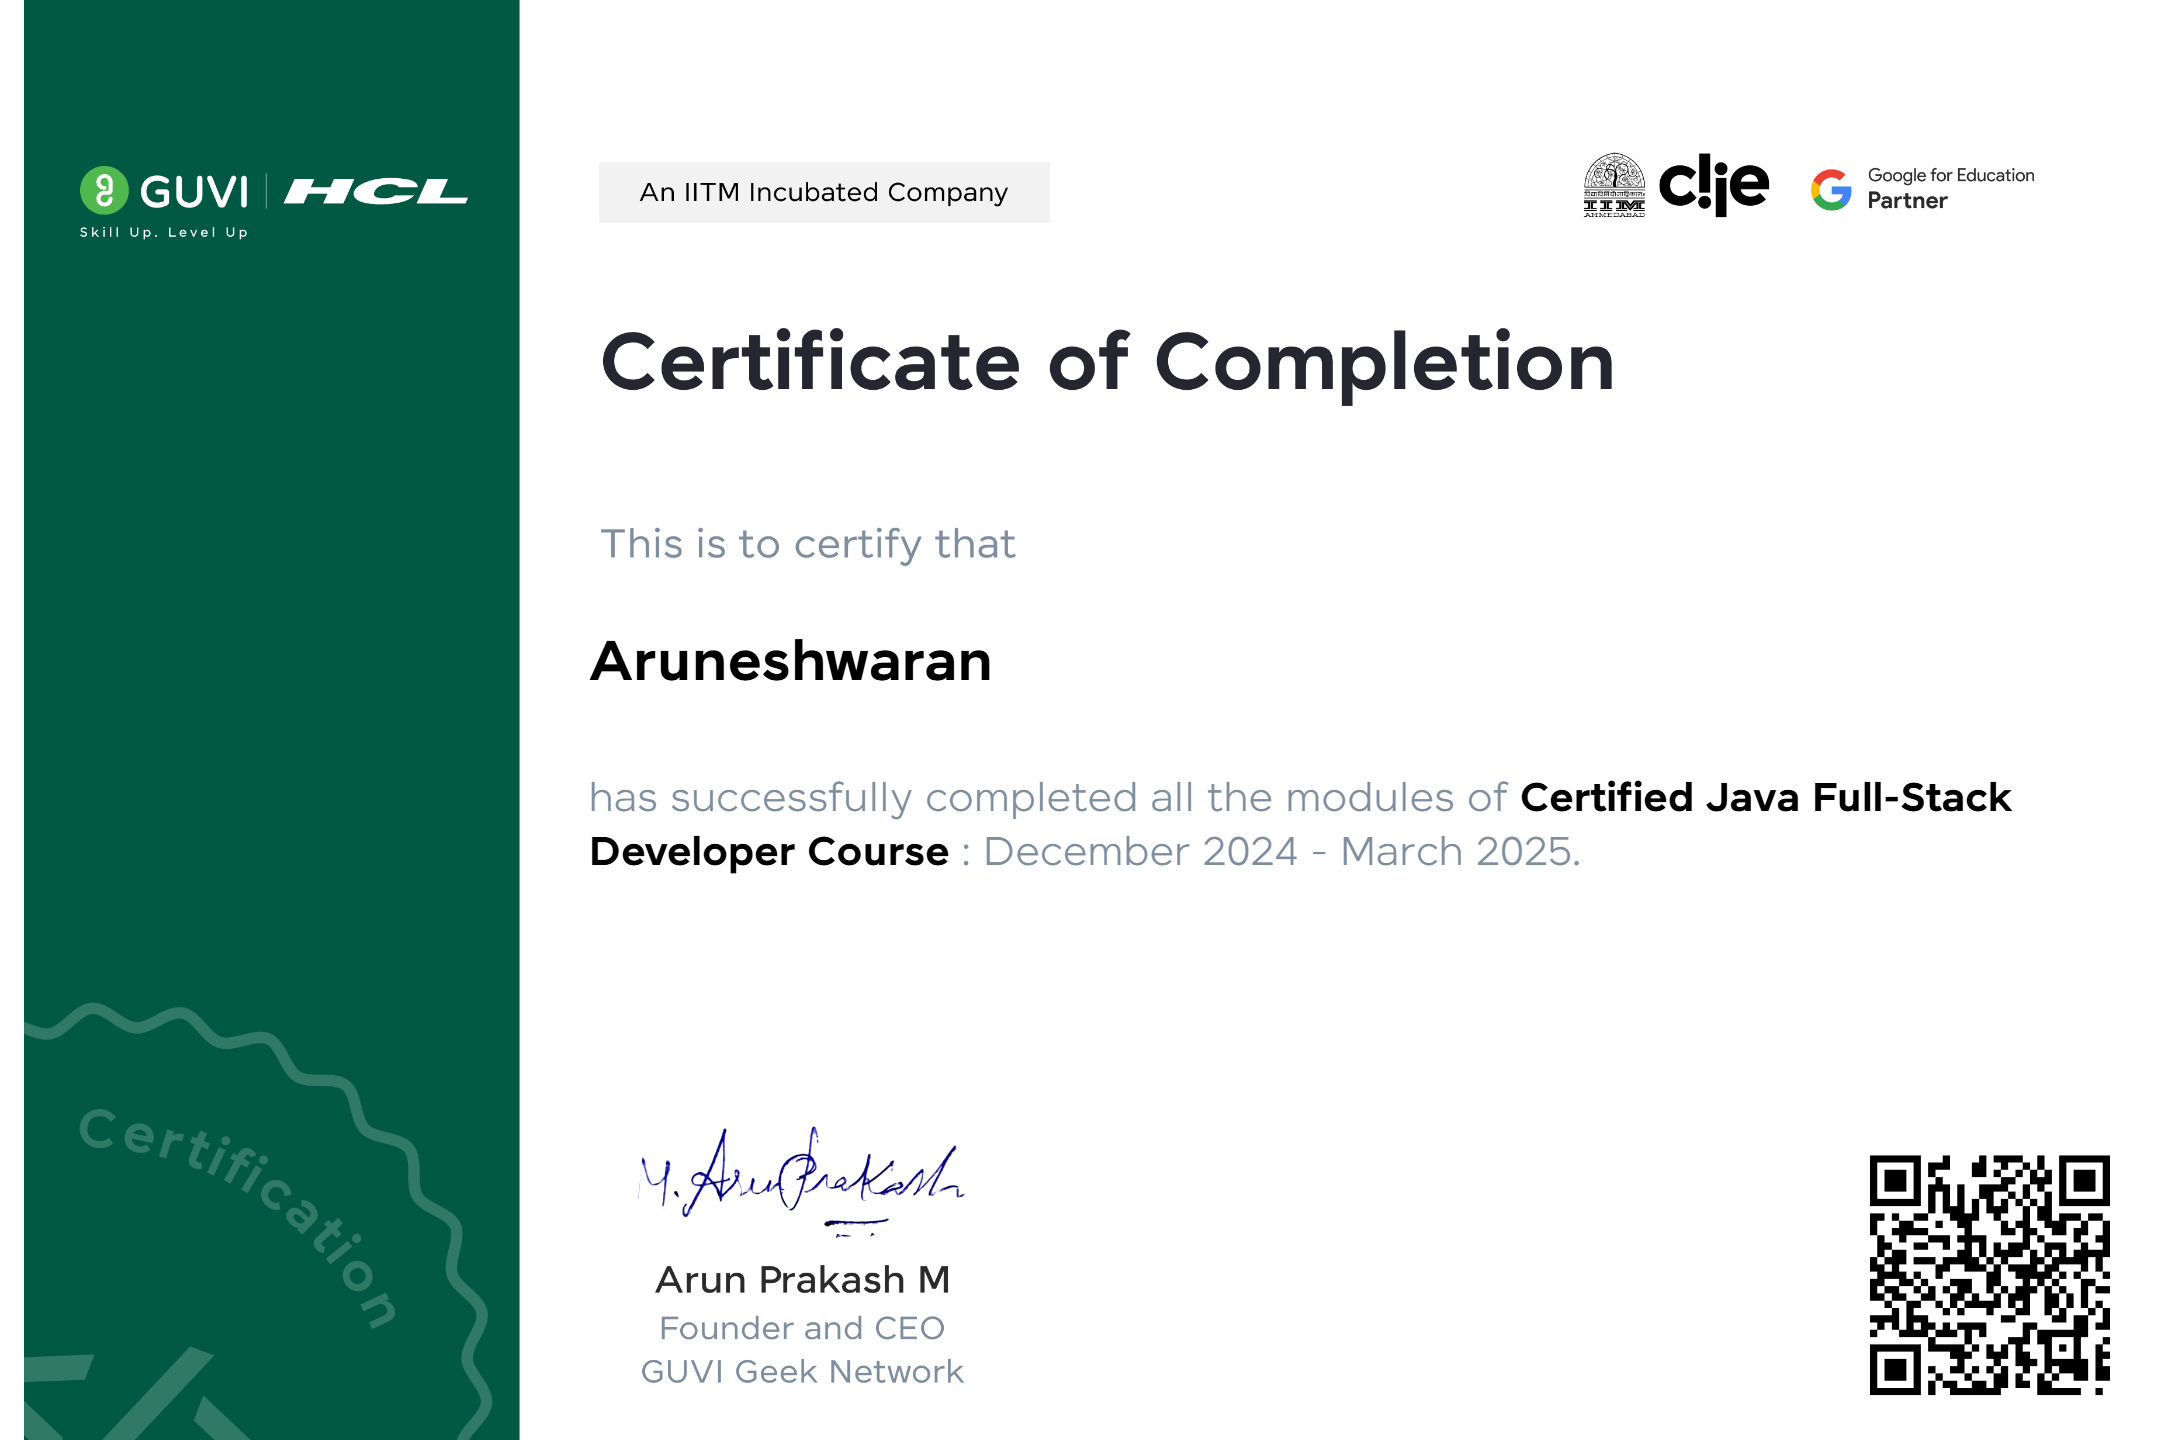 GUVI | HCL
Skill Up. Level Up
An IITM Incubated Company
IIM
AHMEDABAD
c!ie
Google for Education
Partner
Certificate of Completion
This is to certify that
Aruneshwaran
has successfully completed all the modules of Certified Java Full-Stack
Developer Course : December 2024 - March 2025.
Certification
M. Arun Prakash
Arun Prakash M
Founder and CEO
GUVI Geek Network